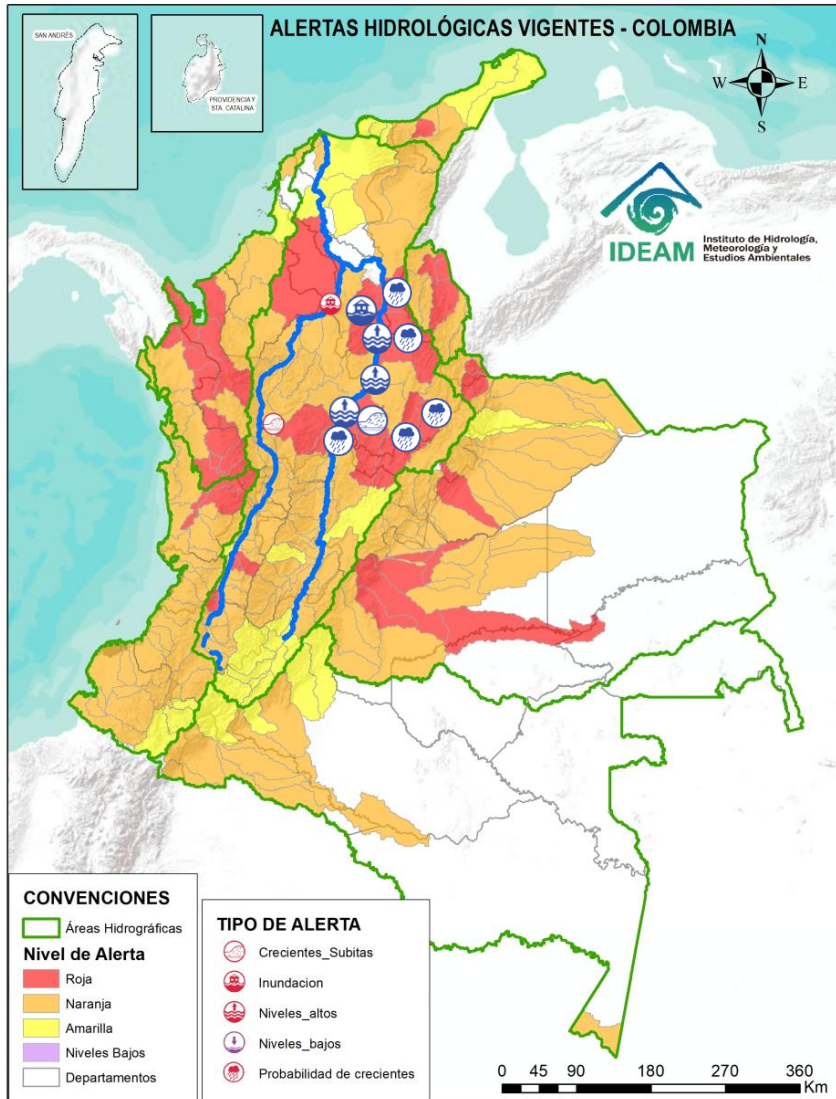 ALERTAS HIDROLÓGICAS VIGENTES - COLOMBIA
SAN ANDRÉS
PROVIDENCIA Y
STA. CATALINA
N
W
E
S
IDEAM
Instituto de Hidrología,
Meteorología y
Estudios Ambientales
CONVENCIONES
Áreas Hidrográficas
Nivel de Alerta
Roja
Naranja
Amarilla
Niveles Bajos
Departamentos
TIPO DE ALERTA
Crecientes_Subitas
Inundacion
Niveles_altos
Niveles_bajos
Probabilidad de crecientes
0 45 90 180 270 360
Km